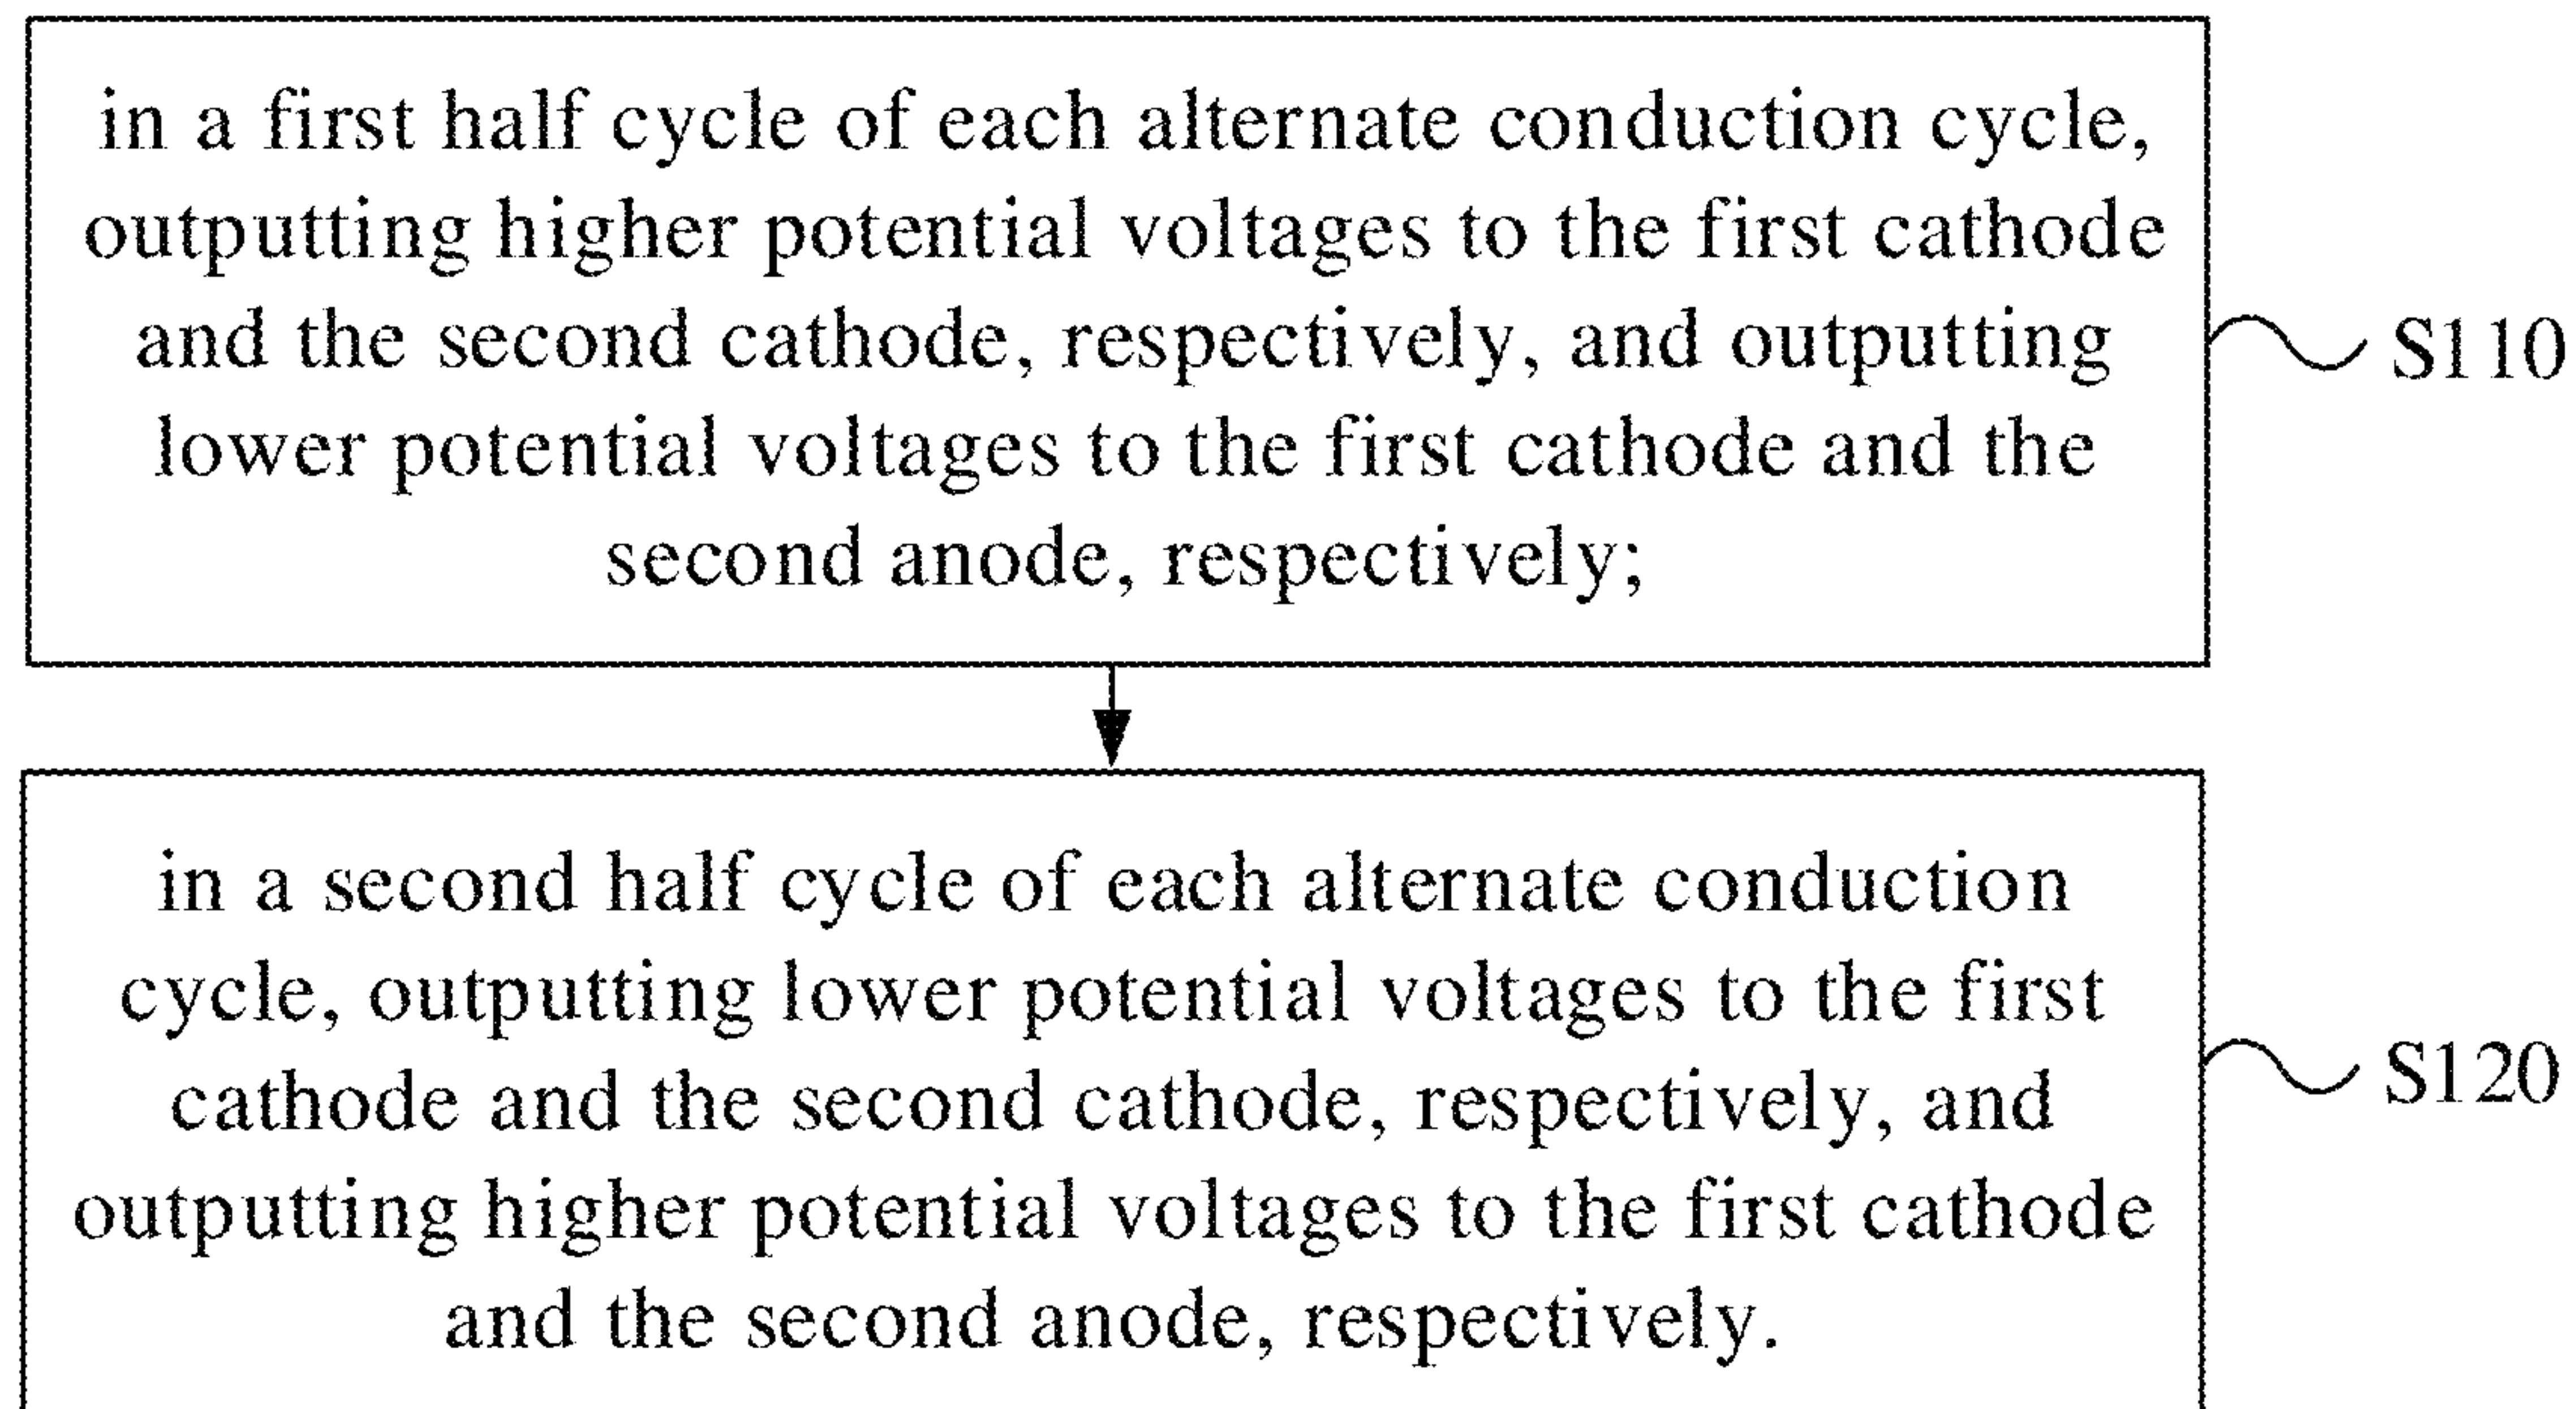 in a first half cycle of each alternate conduction cycle,
outputting higher potential voltages to the first cathode
and the second cathode, respectively, and outputting
lower potential voltages to the first cathode and the
second anode, respectively;
S110
in a second half cycle of each alternate conduction
cycle, outputting lower potential voltages to the first
cathode and the second cathode, respectively, and
outputting higher potential voltages to the first cathode
and the second anode, respectively.
S120